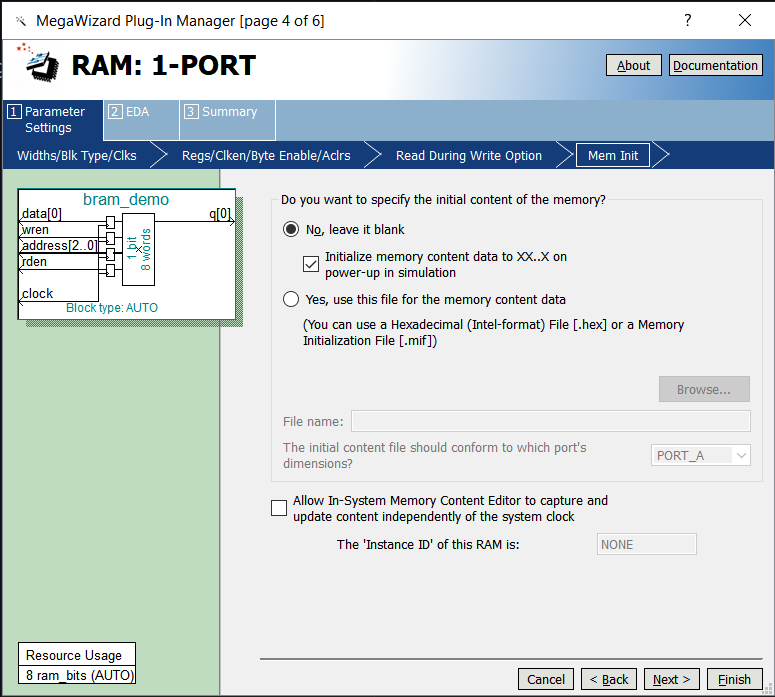 MegaWizard Plug-In Manager [page 4 of 6]
?
RAM: 1-PORT
About
Documentation
1 Parameter Settings
2 EDA
3 Summary
Widths/Blk Type/Clks
Regs/Clken/Byte Enable/Aclrs
Read During Write Option
Mem Init
bram_demo
data[0]
q[0]
wren
address[2..0]
rden
clock
1 bit
8 words
Block type: AUTO
Do you want to specify the initial content of the memory?
No, leave it blank
Initialize memory content data to XX..X on
power-up in simulation
Yes, use this file for the memory content data
(You can use a Hexadecimal (Intel-format) File [.hex] or a Memory
Initialization File [.mif])
Browse...
File name:
The initial content file should conform to which port's
dimensions?
PORT_A
Allow In-System Memory Content Editor to capture and
update content independently of the system clock
The 'Instance ID' of this RAM is:
NONE
Resource Usage
8 ram_bits (AUTO)
Cancel
< Back
Next >
Finish